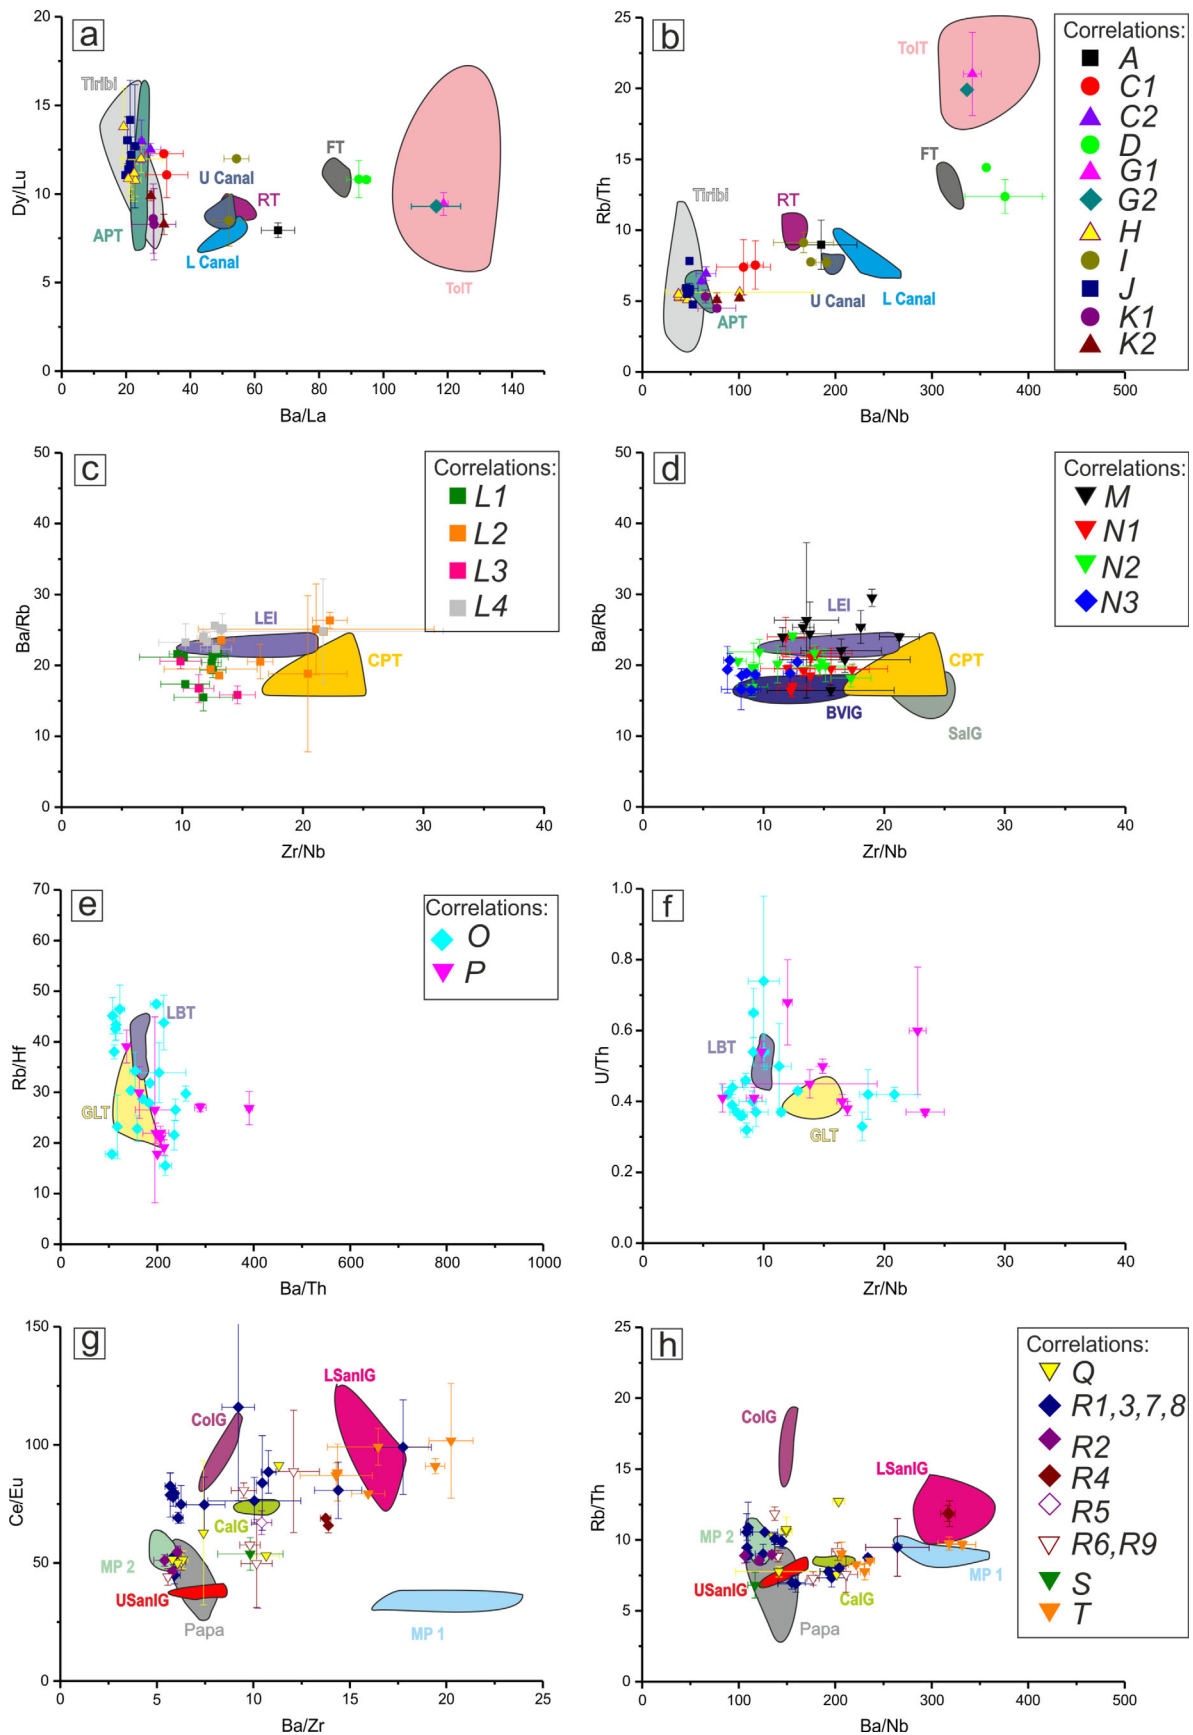 a
Dy/Lu
20
15
10
5
0
Tiribi
APT
U Canal
RT
L Canal
FT
TolT
0 20 40 60 80 100 120 140
Ba/La
b
Rb/Th
25
20
15
10
5
0
TolT
FT
Tiribi
RT
APT
U Canal
L Canal
0 100 200 300 400 500
Ba/Nb
Correlations:
A
C1
C2
D
G1
G2
H
I
J
K1
K2
c
Ba/Rb
50
40
30
20
10
0
LEI
CPT
0 10 20 30 40
Zr/Nb
Correlations:
L1
L2
L3
L4
d
Ba/Rb
50
40
30
20
10
0
LEI
CPT
BVIG
SalG
0 10 20 30 40
Ba/Nb
Correlations:
M
N1
N2
N3
e
Rb/Hf
70
60
50
40
30
20
10
0
LBT
GLT
0 200 400 600 800 1000
Ba/Th
Correlations:
O
P
f
U/Th
1.0
0.8
0.6
0.4
0.2
0.0
LBT
GLT
0 10 20 30 40
Zr/Nb
g
Ce/Eu
150
100
50
0
ColG
LSanIG
CalG
MP 2
USanIG
Papa
MP 1
5 10 15 20 25
Ba/Zr
h
Rb/Th
25
20
15
10
5
0
ColG
LSanIG
MP 2
USanIG
CalG
MP 1
Papa
0 100 200 300 400 500
Ba/Nb
Correlations:
Q
R1,3,7,8
R2
R4
R5
R6,R9
S
T